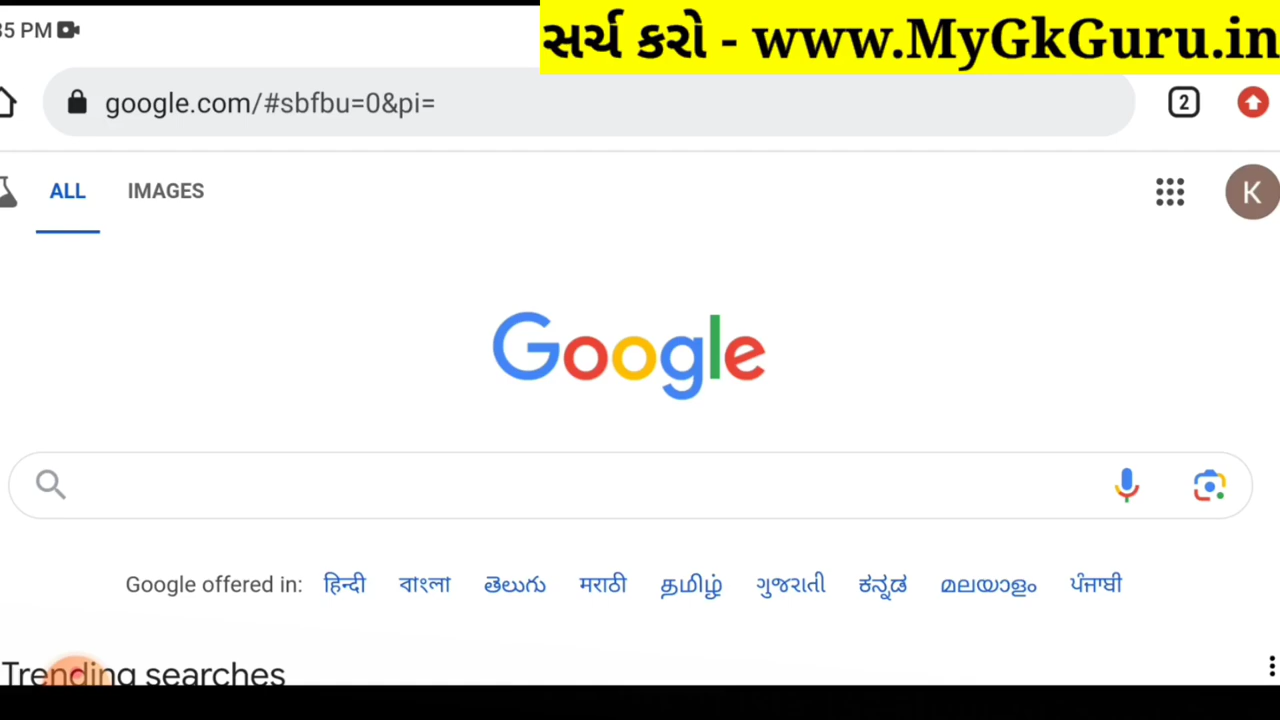 35 PM
સર્ચ કરો - www.MyGkGuru.in
google.com/#sbfbu=0&pi=
2
ALL IMAGES
K
Google
Google offered in: हिन्दी বাংলা తెలుగు मराठी தமிழ் ગુજરાતી ಕನ್ನಡ മലയാളം ਪੰਜਾਬੀ
Trending searches